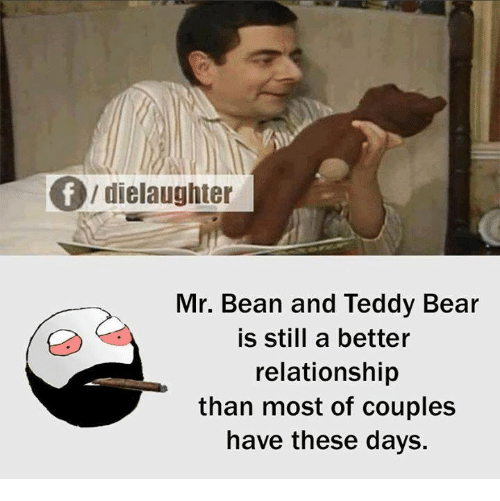 f / dielaughter
Mr. Bean and Teddy Bear
is still a better
relationship
than most of couples
have these days.